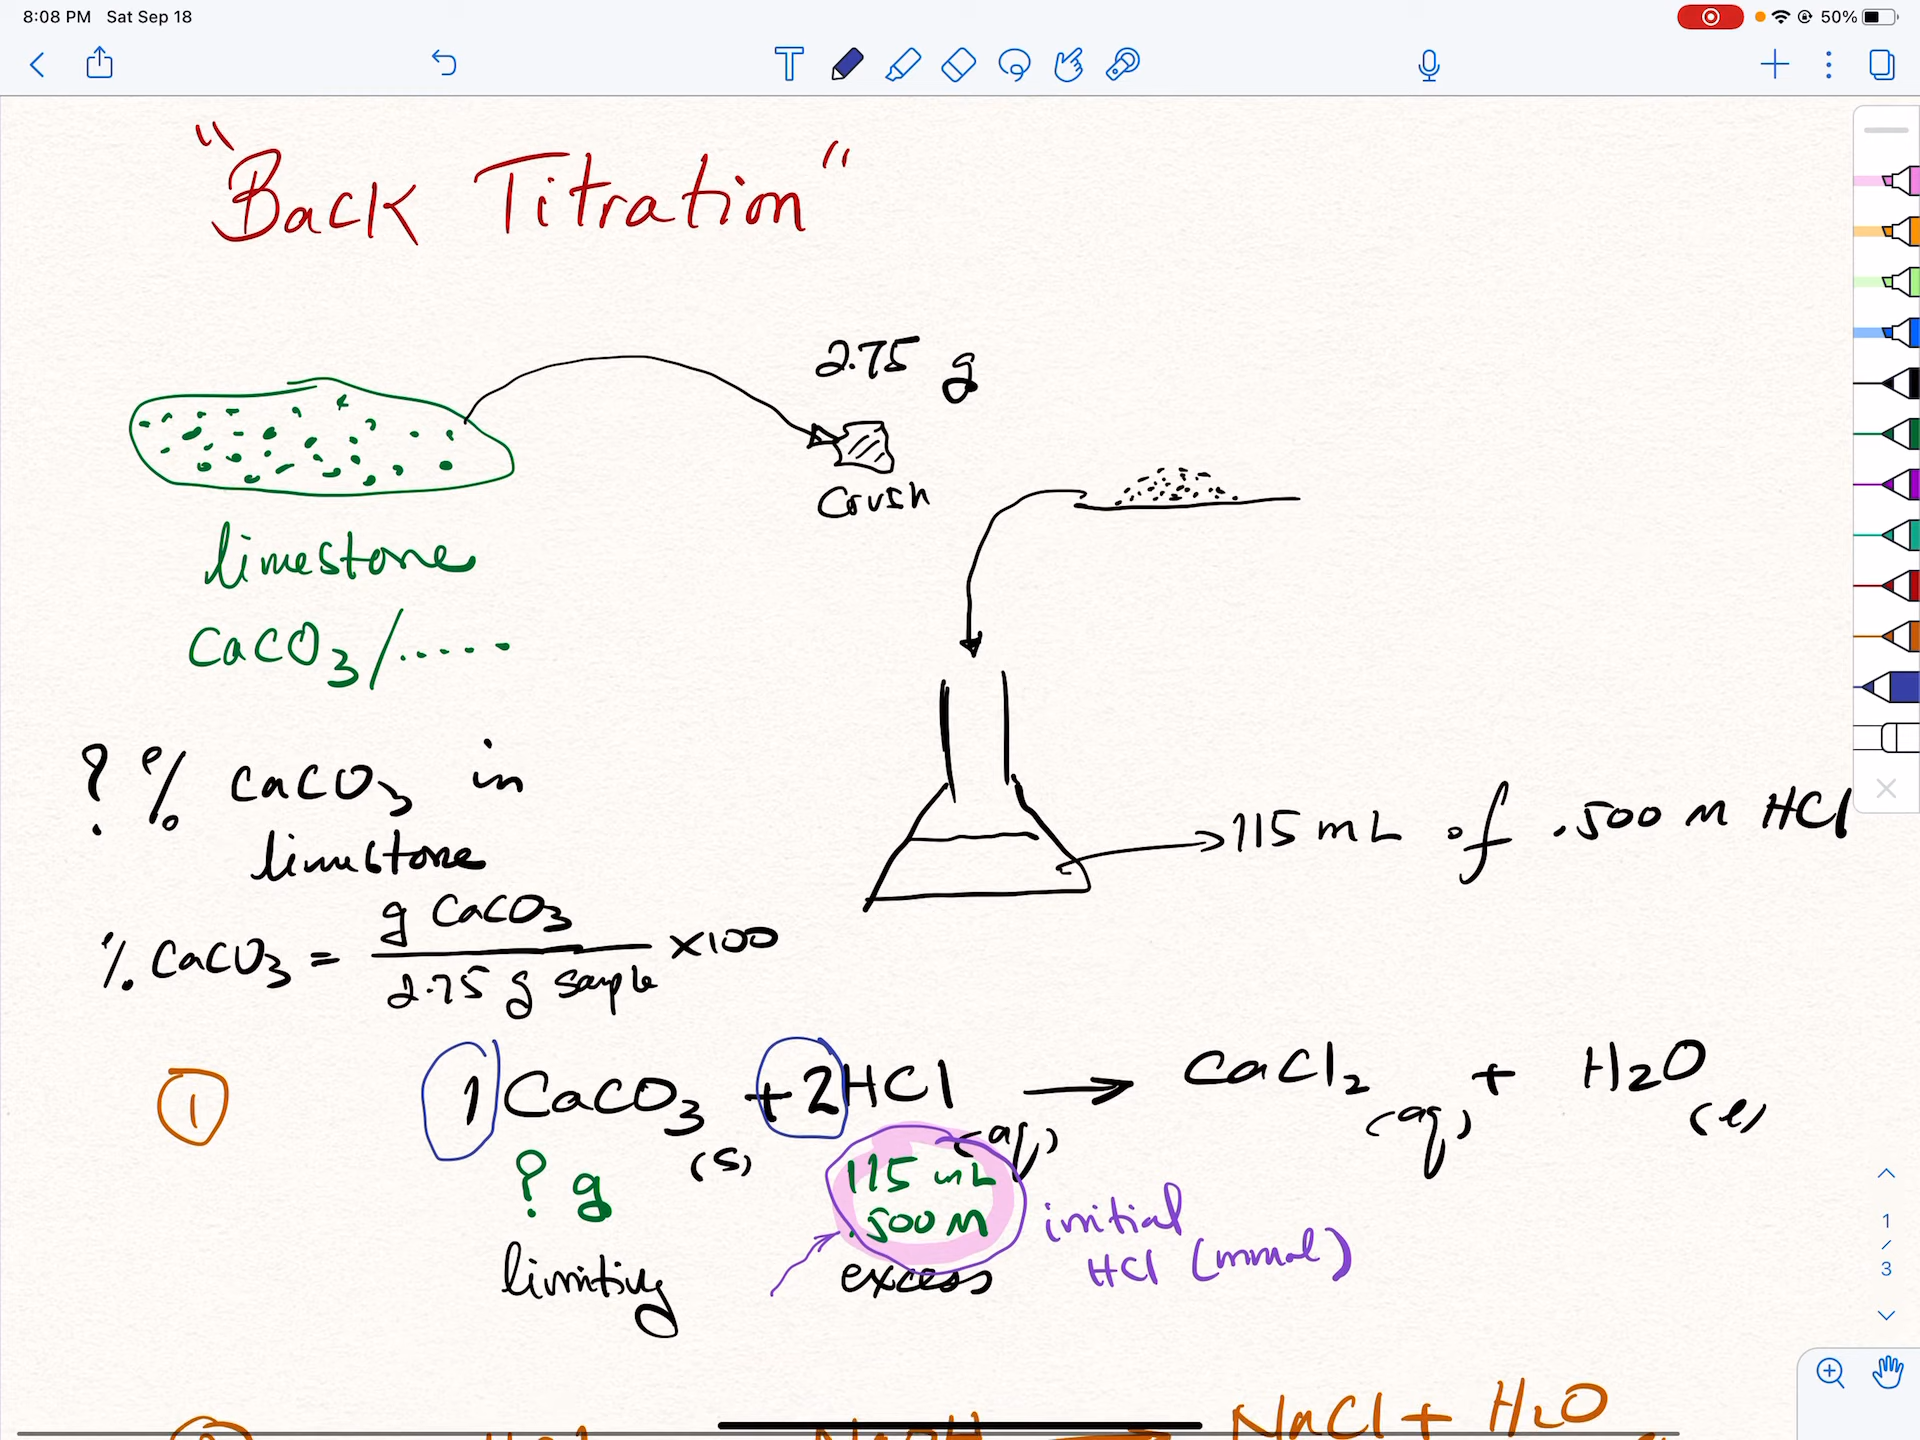 8:08 PM Sat Sep 18
50%
"Back Titration"
2.75 g
Crush
limestone
CaCO3/.....
? % CaCO3 in
limestone
115 mL of .500 M HCl
g CaCO3
% CaCO3 = ——— x100
2.75 g sample
1 1 CaCO3 (s) + 2 HCl (aq) → CaCl2 (aq) + H2O (l)
? g
115 mL
.500 M
initial
HCl (mmol)
limiting
excess
NaCl + H2O
1
/
3